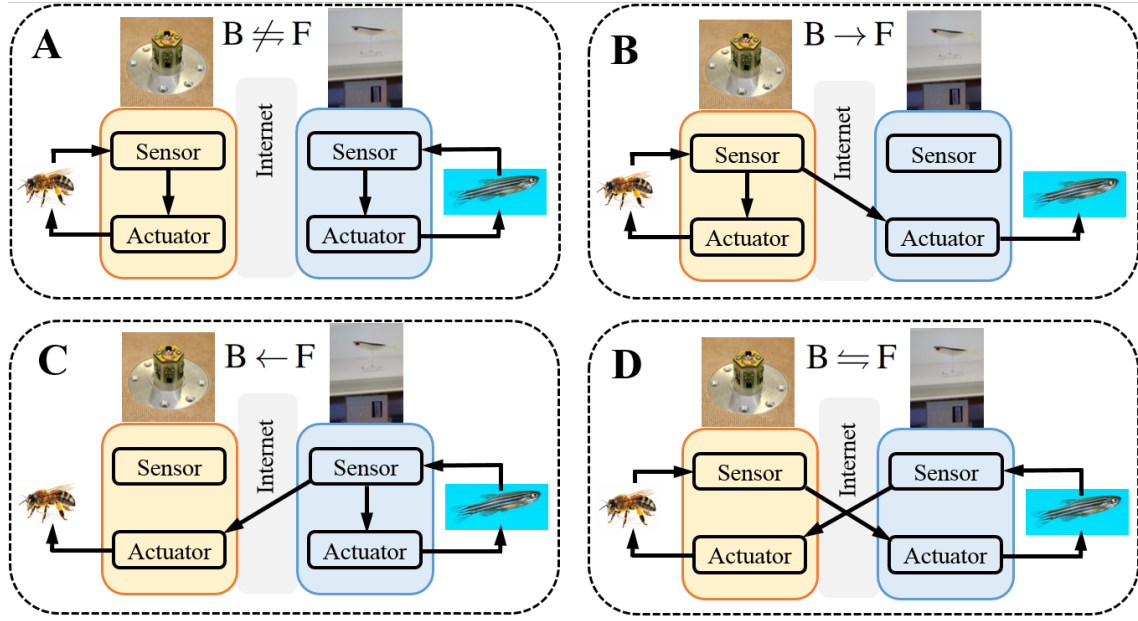 A
B ⇋̸ F
Internet
Sensor
Sensor
Actuator
Actuator
B
B → F
Internet
Sensor
Sensor
Actuator
Actuator
C
B ← F
Internet
Sensor
Sensor
Actuator
Actuator
D
B ⇋ F
Internet
Sensor
Sensor
Actuator
Actuator